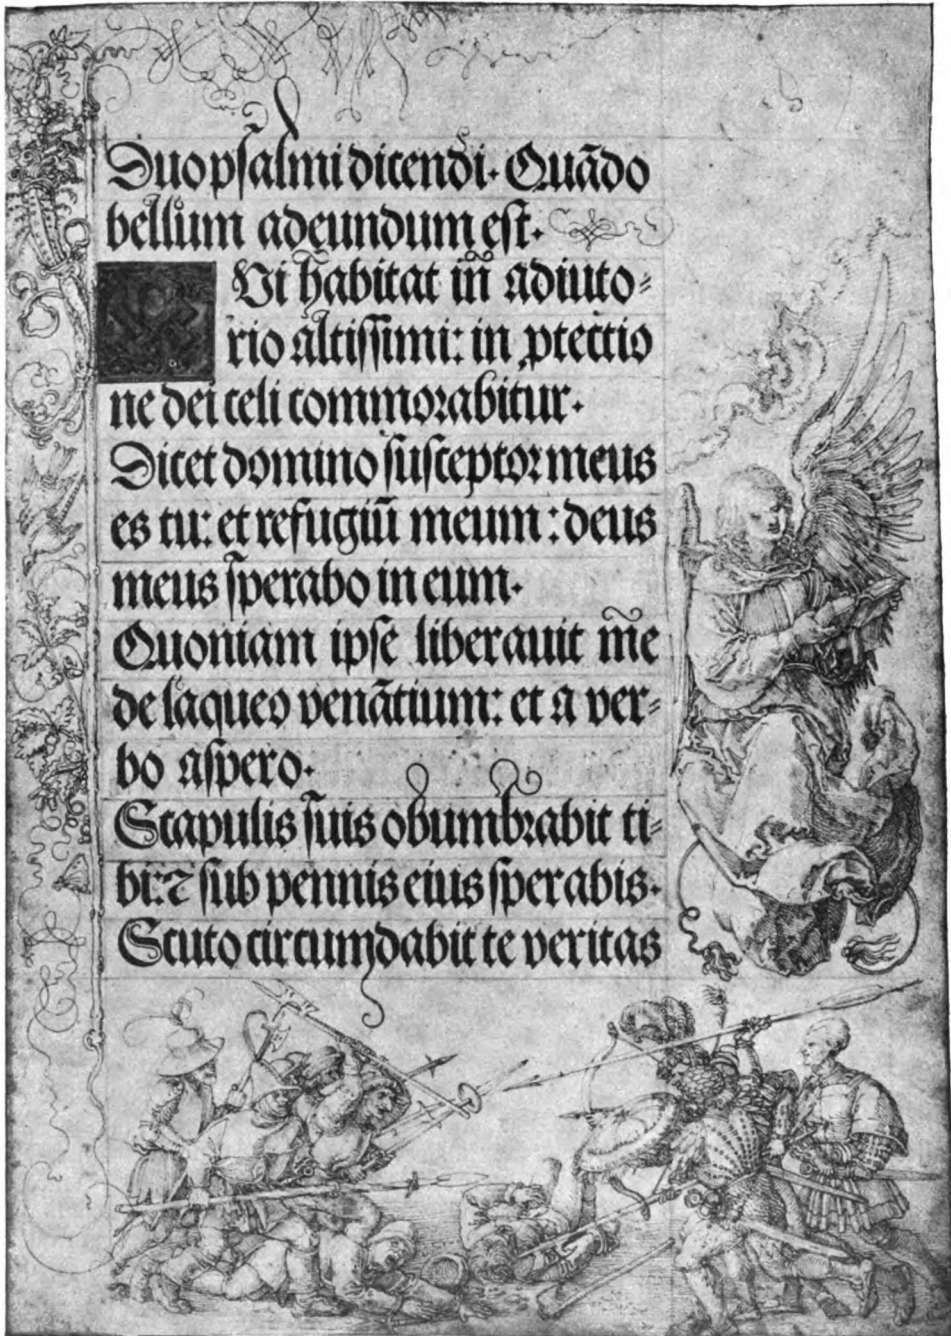 Duo psalmi dicendi. Quãdo
bellum adeundum est.
Ui habitat in adiuto=
rio altissimi: in ꝓtectio
ne dei celi commorabitur.
Dicet domino susceptor meus
es tu: et refugiũ meum: deus
meus sperabo in eum.
Quoniam ipse liberauit me
de laqueo venãtium: et a ver=
bo aspero.
Scapulis suis obumbrabit ti=
bi: ⁊ sub pennis eius sperabis.
Scuto circumdabit te veritas